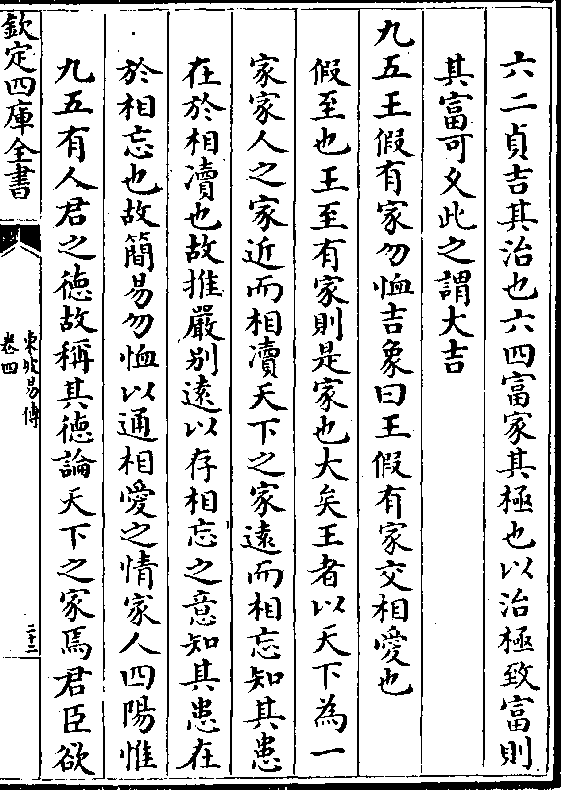 六二貞吉其治也六四富家其極也以治極致富則
其富可久此之謂大吉
九五王假有家勿恤吉象曰王假有家交相愛也
假至也王至有家則是家也大矣王者以天下為一
家家人之家近而相瀆天下之家遠而相忘知其患
在於相瀆也故推嚴别遠以存相忘之意知其患在
於相忘也故簡易勿恤以通相愛之情家人四陽惟
九五有人君之徳故稱其徳論天下之家焉君臣欲
欽定四庫全書
東坡易傳
卷四
二十二